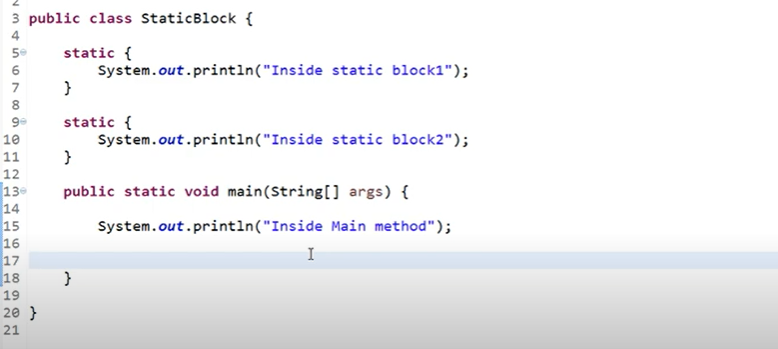 2
3 public class StaticBlock {
4
5 static {
6 System.out.println("Inside static block1");
7 }
8
9 static {
10 System.out.println("Inside static block2");
11 }
12
13 public static void main(String[] args) {
14
15 System.out.println("Inside Main method");
16
17
18 }
19
20 }
21